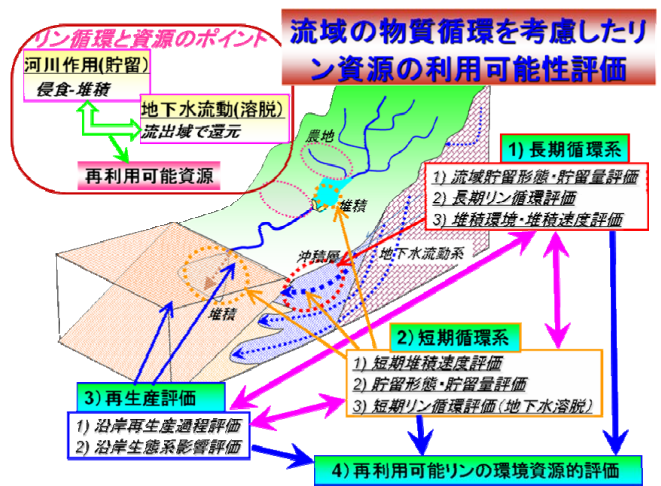 流域の物質循環を考慮したリ
ン資源の利用可能性評価
リン循環と資源のポイント
河川作用(貯留)
侵食-堆積
地下水流動(溶脱)
流出域で還元
再利用可能資源
農地
堆積
堆積
沖積層
地下水流動系
1) 長期循環系
1) 流域貯留形態・貯留量評価
2) 長期リン循環評価
3) 堆積環境・堆積速度評価
2) 短期循環系
1) 短期堆積速度評価
2) 貯留形態・貯留量評価
3) 短期リン循環評価(地下水溶脱)
3) 再生産評価
1) 沿岸再生産過程評価
2) 沿岸生態系影響評価
4) 再利用可能リンの環境資源的評価